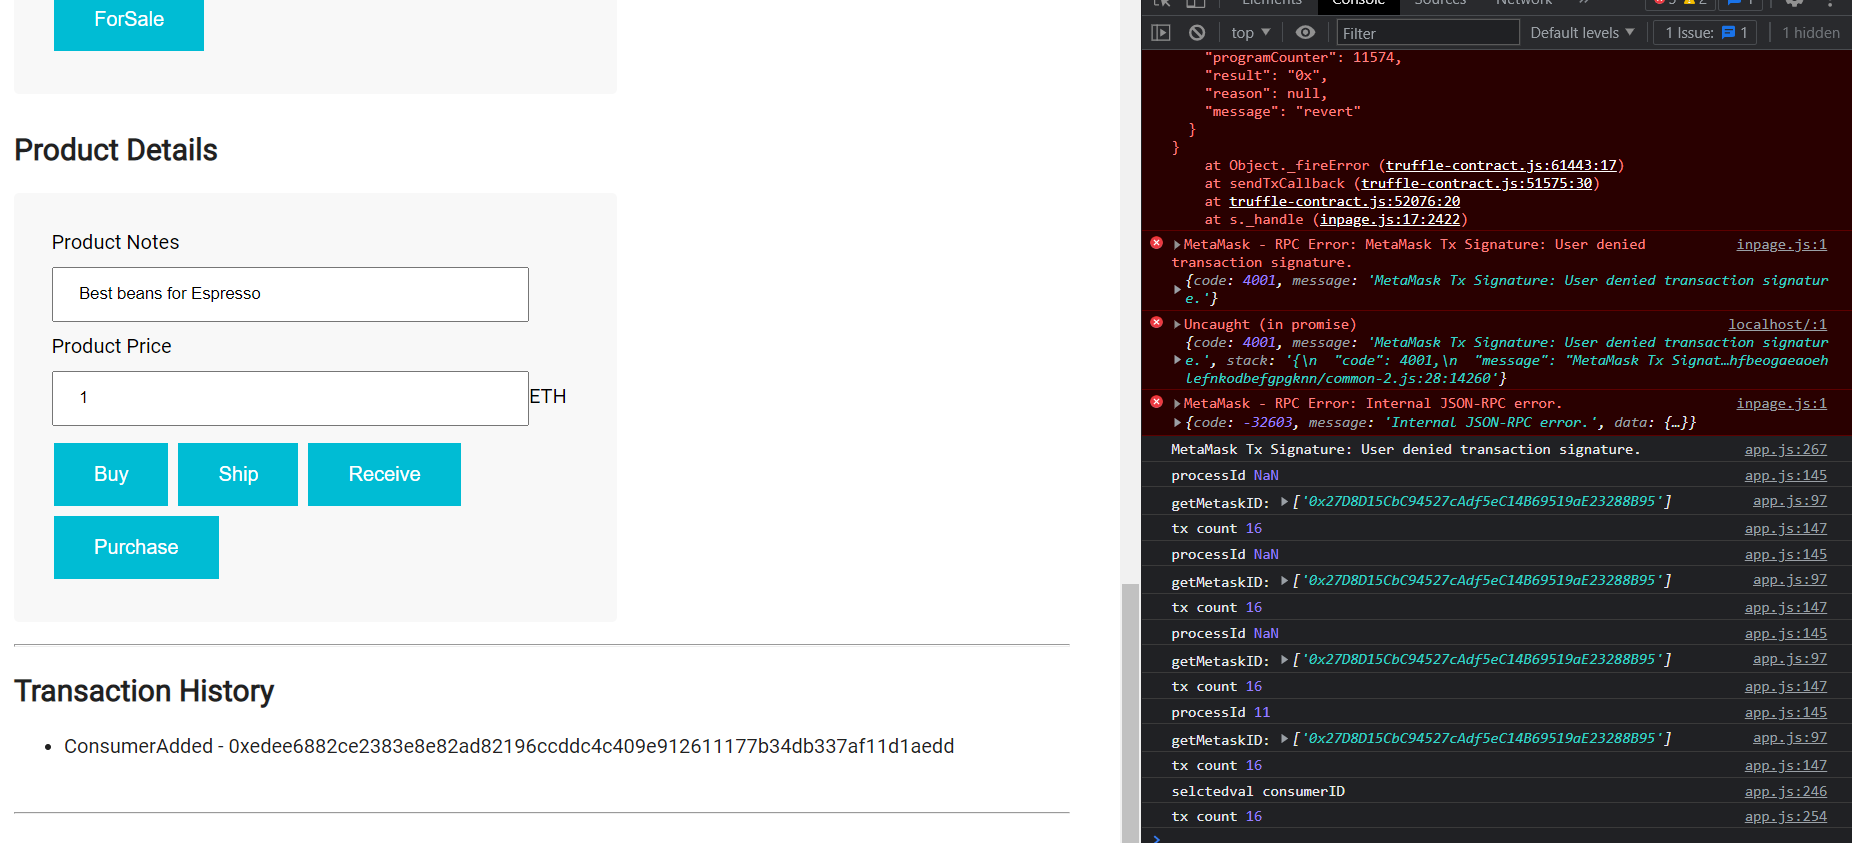 ForSale
Product Details
Product Notes
Best beans for Espresso
Product Price
1
ETH
Buy
Ship
Receive
Purchase
Transaction History
ConsumerAdded - 0xedee6882ce2383e8e82ad82196ccddc4c409e912611177b34db337af11d1aedd
Elements Console Sources Network
top Filter Default levels 1 Issue: 1 1 hidden
"programCounter": 11574,
"result": "0x",
"reason": null,
"message": "revert"
}
}
at Object._fireError (truffle-contract.js:61443:17)
at sendTxCallback (truffle-contract.js:51575:30)
at truffle-contract.js:52076:20
at s._handle (inpage.js:17:2422)
MetaMask - RPC Error: MetaMask Tx Signature: User denied inpage.js:1
transaction signature.
{code: 4001, message: 'MetaMask Tx Signature: User denied transaction signatur
e.'}
Uncaught (in promise) localhost/:1
{code: 4001, message: 'MetaMask Tx Signature: User denied transaction signatur
e.', stack: '{\n  "code": 4001,\n  "message": "MetaMask Tx Signat…hfbeogaeaoeh
lefnkodbefgpgknn/common-2.js:28:14260'}
MetaMask - RPC Error: Internal JSON-RPC error. inpage.js:1
{code: -32603, message: 'Internal JSON-RPC error.', data: {…}}
MetaMask Tx Signature: User denied transaction signature. app.js:267
processId NaN app.js:145
getMetaskID: ['0x27D8D15CbC94527cAdf5eC14B69519aE23288B95'] app.js:97
tx count 16 app.js:147
processId NaN app.js:145
getMetaskID: ['0x27D8D15CbC94527cAdf5eC14B69519aE23288B95'] app.js:97
tx count 16 app.js:147
processId NaN app.js:145
getMetaskID: ['0x27D8D15CbC94527cAdf5eC14B69519aE23288B95'] app.js:97
tx count 16 app.js:147
processId 11 app.js:145
getMetaskID: ['0x27D8D15CbC94527cAdf5eC14B69519aE23288B95'] app.js:97
tx count 16 app.js:147
selctedval consumerID app.js:246
tx count 16 app.js:254